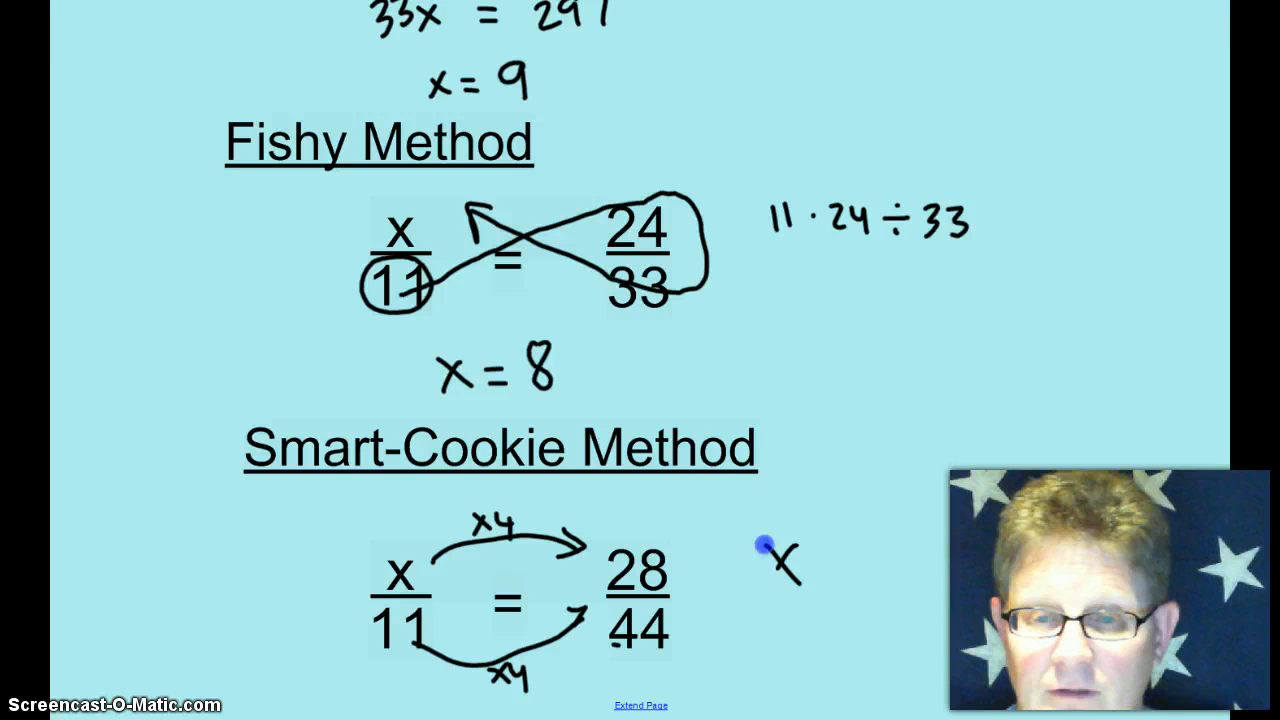 33x = 297
x = 9
Fishy Method
x/11 = 24/33
11 · 24 ÷ 33
x = 8
Smart-Cookie Method
x4
x/11 = 28/44
x
x4
Screencast-O-Matic.com
Extend Page